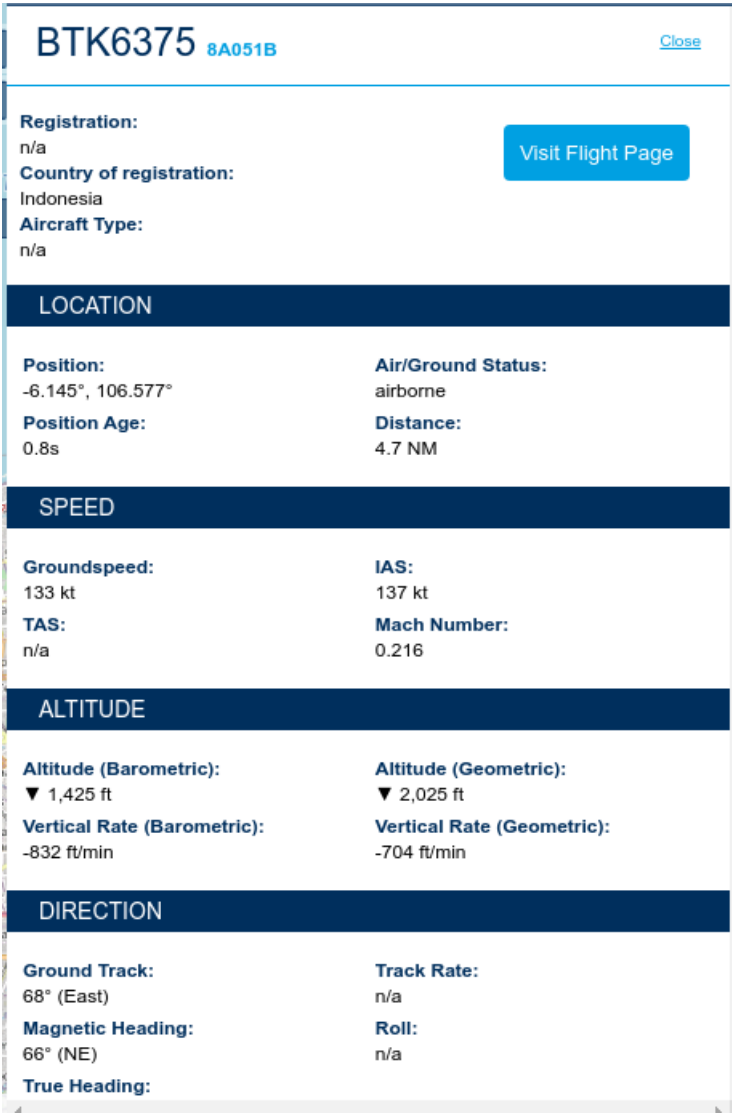 BTK6375 8A051B Close
Registration:
n/a
Visit Flight Page
Country of registration:
Indonesia
Aircraft Type:
n/a
LOCATION
Position: Air/Ground Status:
-6.145°, 106.577° airborne
Position Age: Distance:
0.8s 4.7 NM
SPEED
Groundspeed: IAS:
133 kt 137 kt
TAS: Mach Number:
n/a 0.216
ALTITUDE
Altitude (Barometric): Altitude (Geometric):
▼ 1,425 ft ▼ 2,025 ft
Vertical Rate (Barometric): Vertical Rate (Geometric):
-832 ft/min -704 ft/min
DIRECTION
Ground Track: Track Rate:
68° (East) n/a
Magnetic Heading: Roll:
66° (NE) n/a
True Heading: